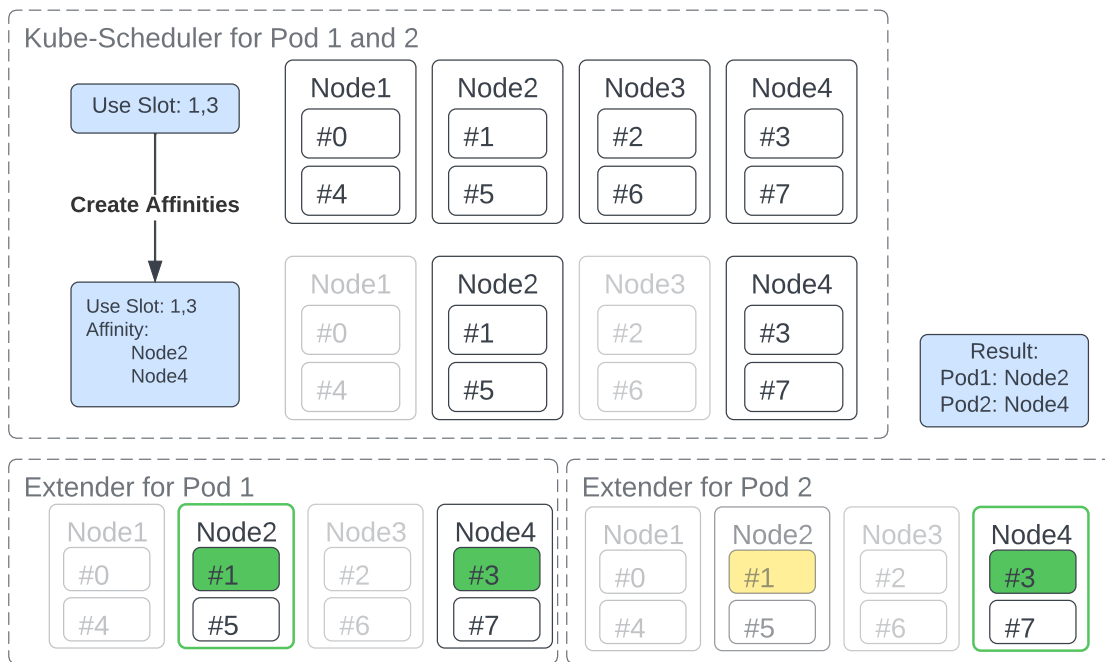 Kube-Scheduler for Pod 1 and 2
Use Slot: 1,3
Create Affinities
Use Slot: 1,3
Affinity:
Node2
Node4
Node1 Node2 Node3 Node4
#0 #1 #2 #3
#4 #5 #6 #7
Node1 Node2 Node3 Node4
#0 #1 #2 #3
#4 #5 #6 #7
Result:
Pod1: Node2
Pod2: Node4
Extender for Pod 1
Node1 Node2 Node3 Node4
#0 #1 #2 #3
#4 #5 #6 #7
Extender for Pod 2
Node1 Node2 Node3 Node4
#0 #1 #2 #3
#4 #5 #6 #7